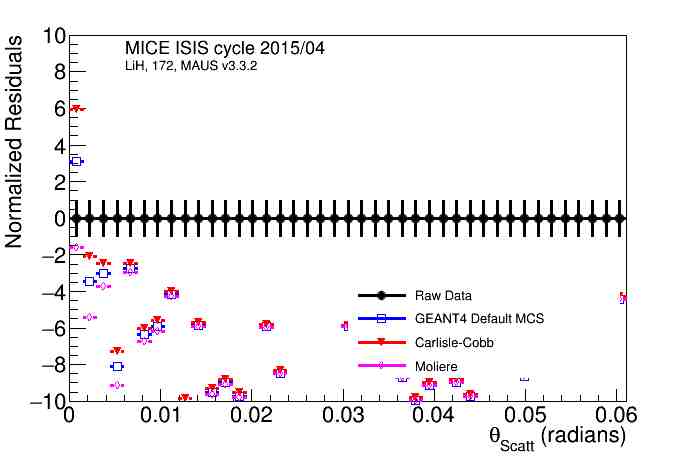 MICE ISIS cycle 2015/04
LiH, 172, MAUS v3.3.2
Normalized Residuals
10
8
6
4
2
0
−2
−4
−6
−8
−10
Raw Data
GEANT4 Default MCS
Carlisle-Cobb
Moliere
0 0.01 0.02 0.03 0.04 0.05 0.06
θScatt (radians)